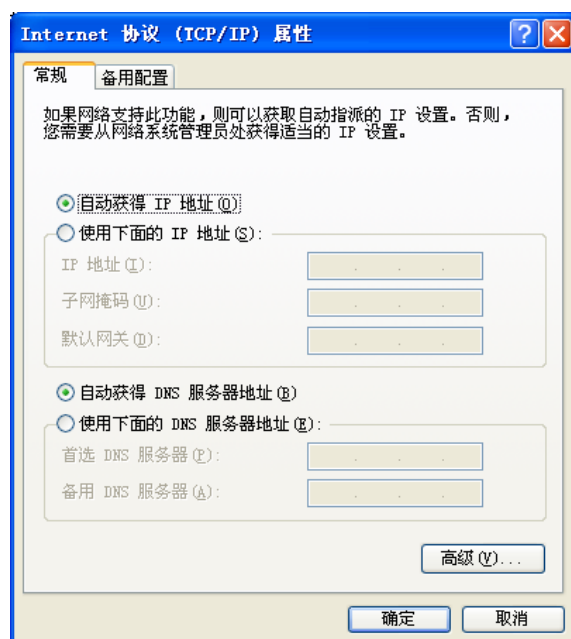 Internet 协议 (TCP/IP) 属性
常规
备用配置
如果网络支持此功能，则可以获取自动指派的 IP 设置。否则，
您需要从网络系统管理员处获得适当的 IP 设置。
自动获得 IP 地址(O)
使用下面的 IP 地址(S):
IP 地址(I):
子网掩码(U):
默认网关(D):
自动获得 DNS 服务器地址(B)
使用下面的 DNS 服务器地址(E):
首选 DNS 服务器(P):
备用 DNS 服务器(A):
高级(V)...
确定
取消